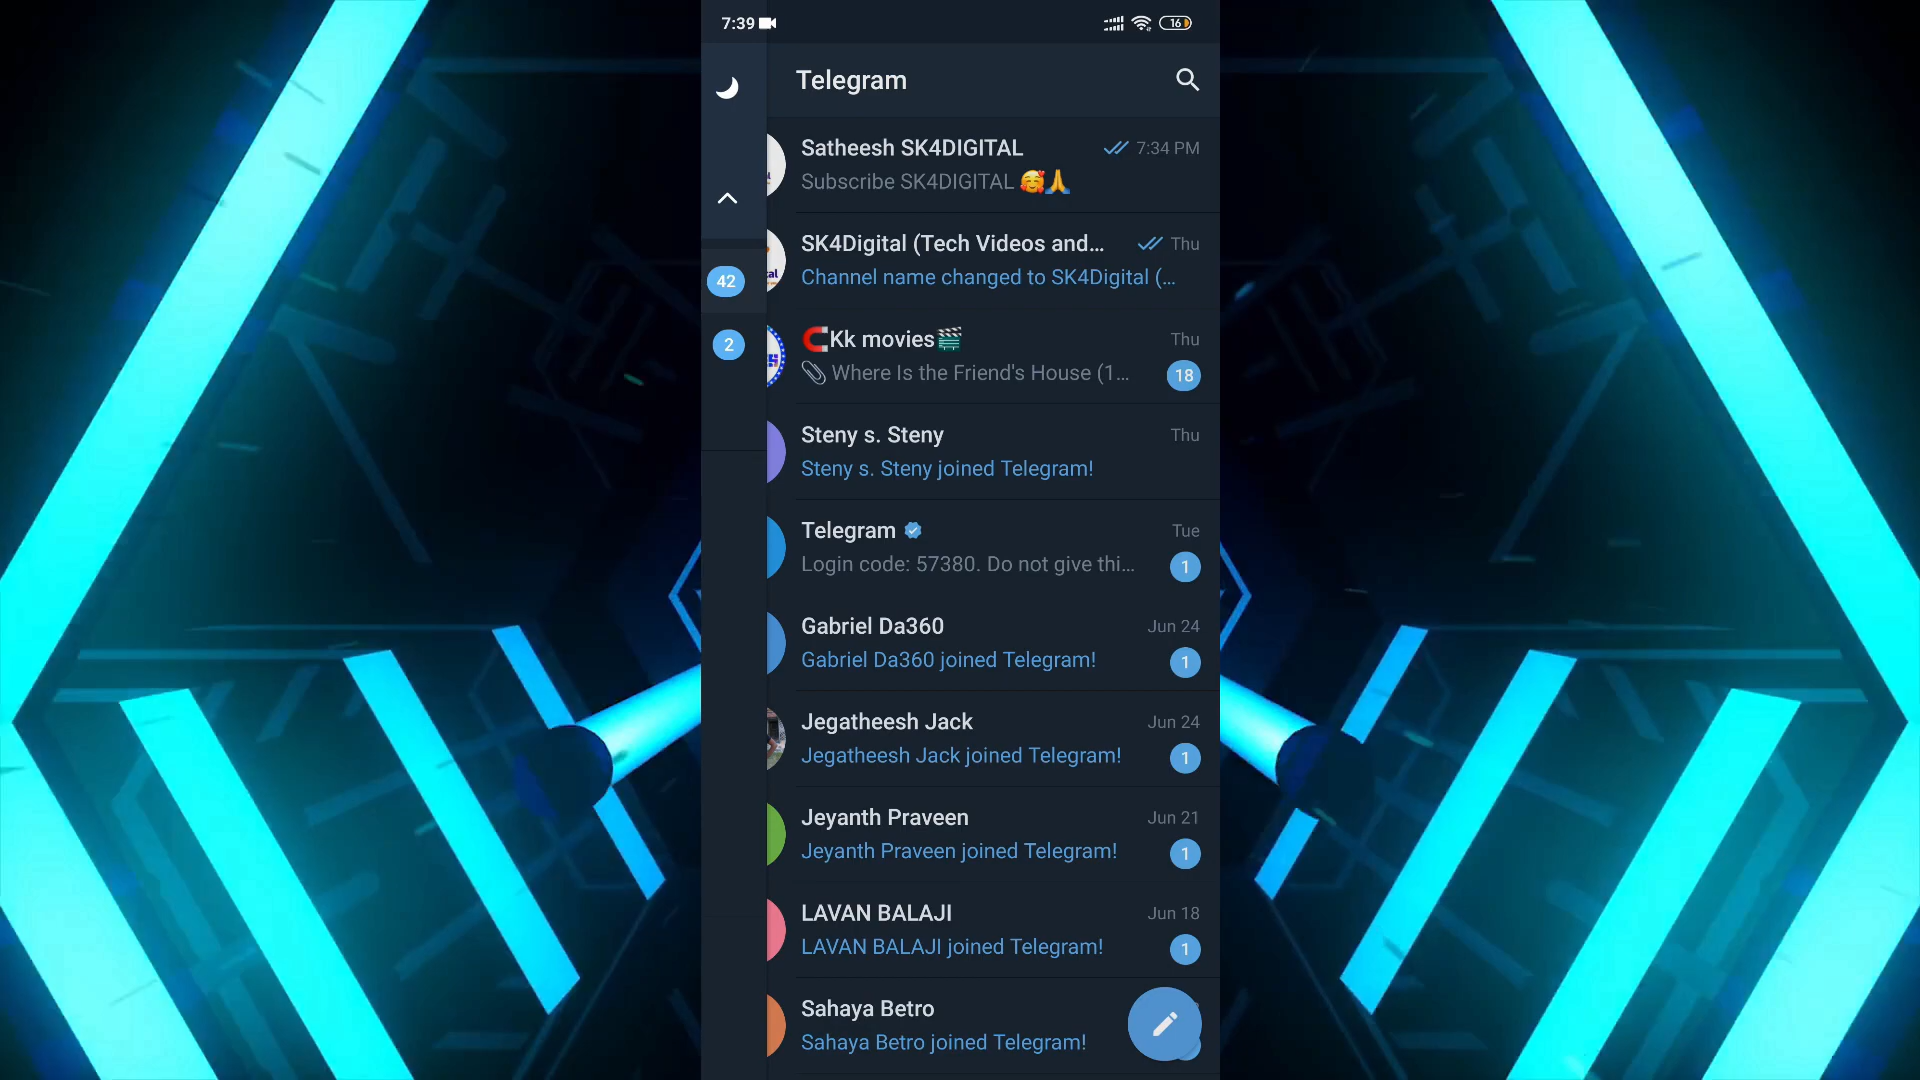 7:39
16
Telegram
Satheesh SK4DIGITAL 7:34 PM
Subscribe SK4DIGITAL 🥰🙏
SK4Digital (Tech Videos and... Thu
Channel name changed to SK4Digital (...
42
🧲Kk movies🎬 Thu
2
Where Is the Friend's House (1... 18
Steny s. Steny Thu
Steny s. Steny joined Telegram!
Telegram Tue
Login code: 57380. Do not give thi... 1
Gabriel Da360 Jun 24
Gabriel Da360 joined Telegram! 1
Jegatheesh Jack Jun 24
Jegatheesh Jack joined Telegram! 1
Jeyanth Praveen Jun 21
Jeyanth Praveen joined Telegram! 1
LAVAN BALAJI Jun 18
LAVAN BALAJI joined Telegram! 1
Sahaya Betro
Sahaya Betro joined Telegram!